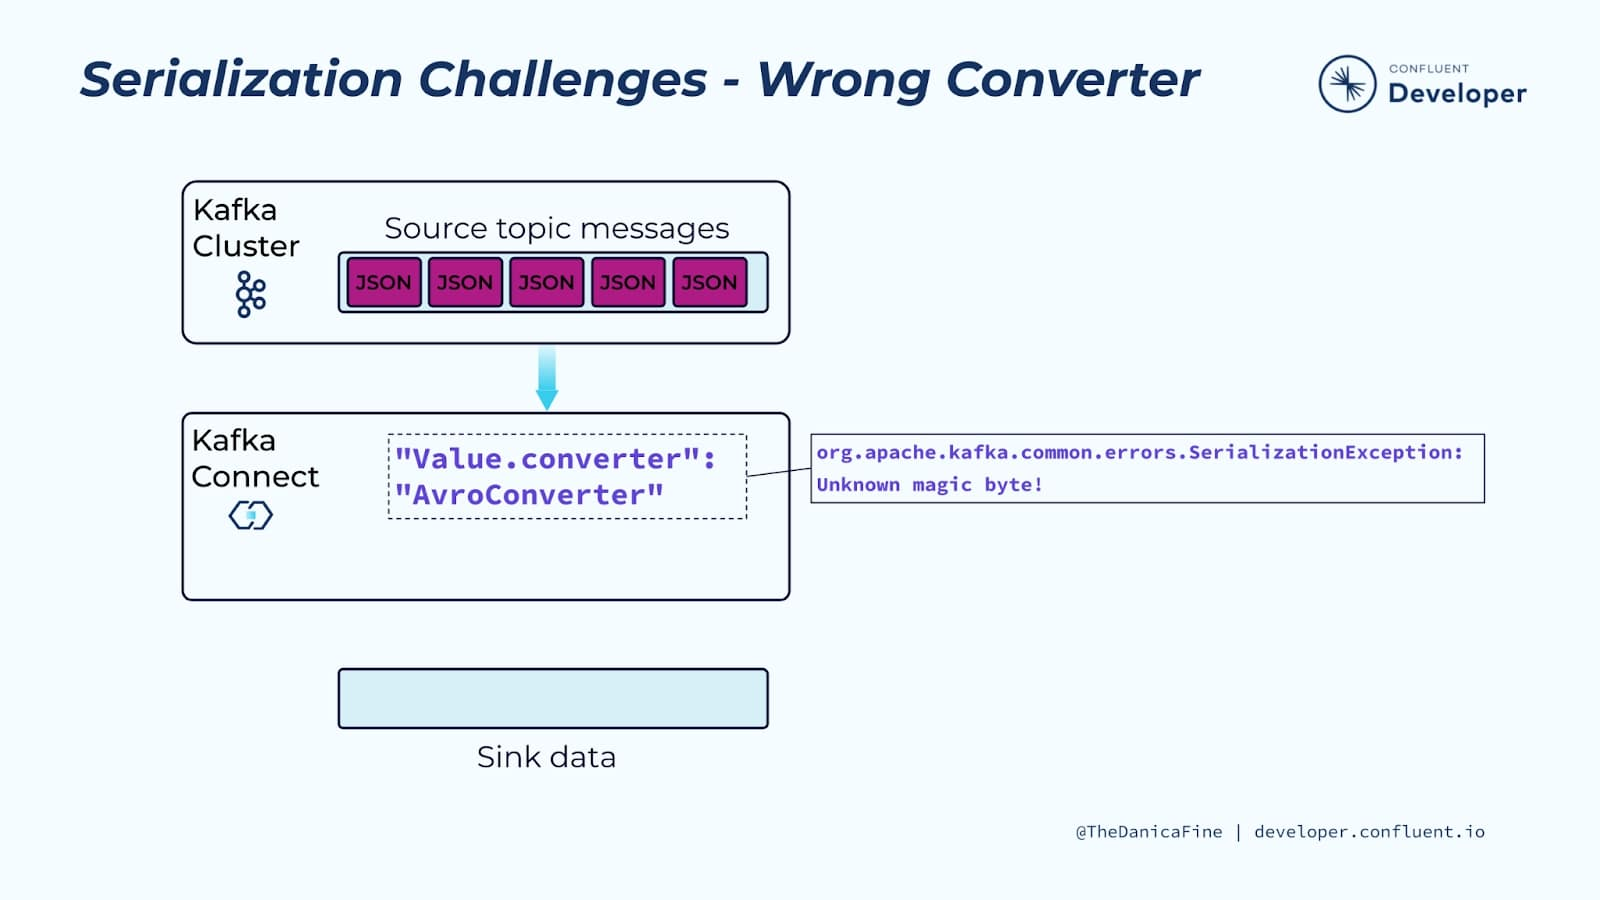 Serialization Challenges - Wrong Converter
CONFLUENT
Developer
Kafka
Cluster
Source topic messages
JSON JSON JSON JSON JSON
Kafka
Connect
"Value.converter":
"AvroConverter"
org.apache.kafka.common.errors.SerializationException:
Unknown magic byte!
Sink data
@TheDanicaFine | developer.confluent.io